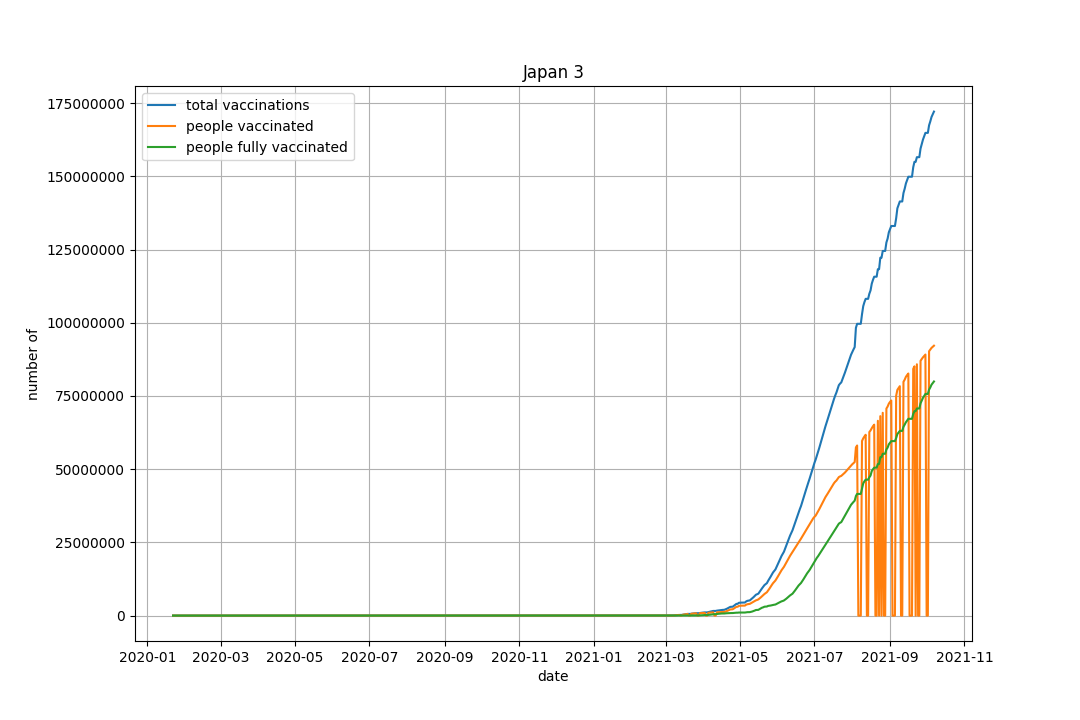 Japan 3
total vaccinations
people vaccinated
people fully vaccinated
175000000
150000000
125000000
100000000
75000000
50000000
25000000
0
number of
2020-01 2020-03 2020-05 2020-07 2020-09 2020-11 2021-01 2021-03 2021-05 2021-07 2021-09 2021-11
date